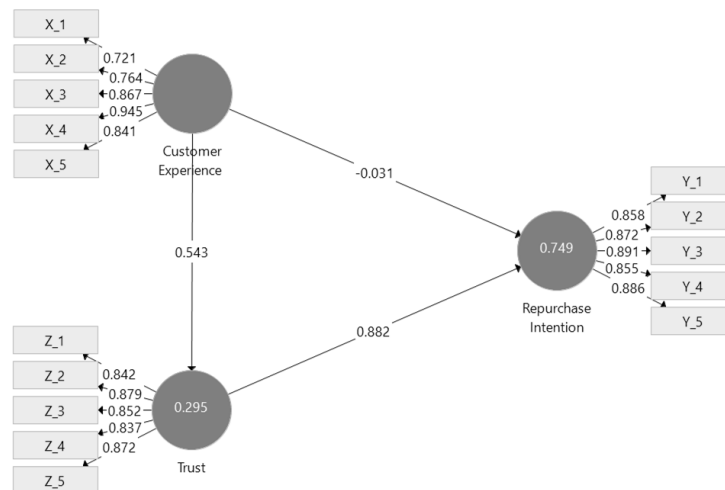 X_1
X_2
X_3
X_4
X_5
0.721
0.764
0.867
0.945
0.841
Customer
Experience
-0.031
0.543
0.882
Y_1
Y_2
Y_3
Y_4
Y_5
0.858
0.872
0.891
0.855
0.886
0.749
Repurchase
Intention
Z_1
Z_2
Z_3
Z_4
Z_5
0.842
0.879
0.852
0.837
0.872
0.295
Trust